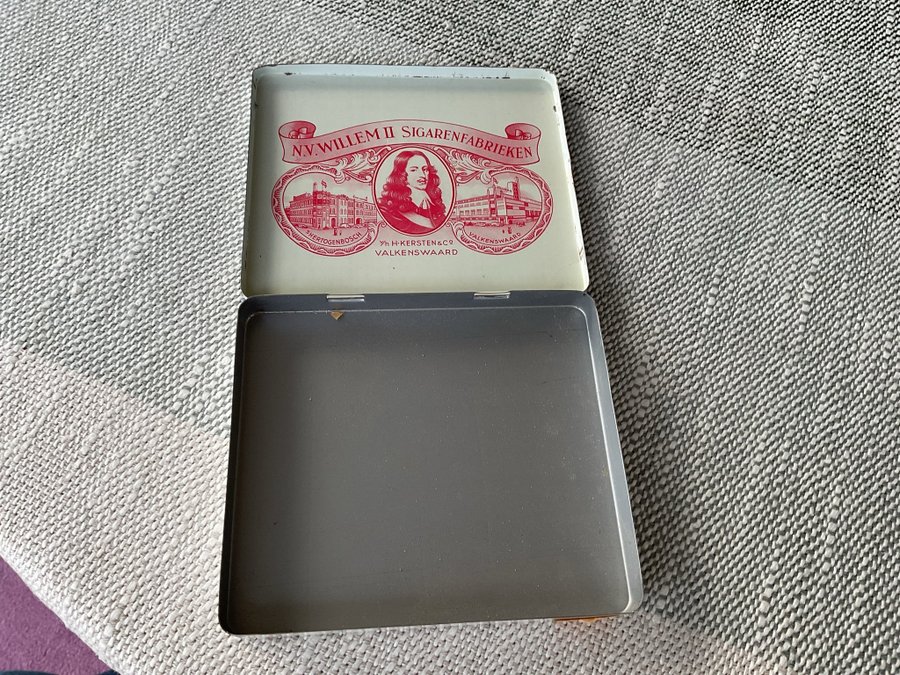 N.V. WILLEM II SIGARENFABRIEKEN
'S HERTOGENBOSCH
VALKENSWAARD
v/h H. KERSTEN & Co
VALKENSWAARD